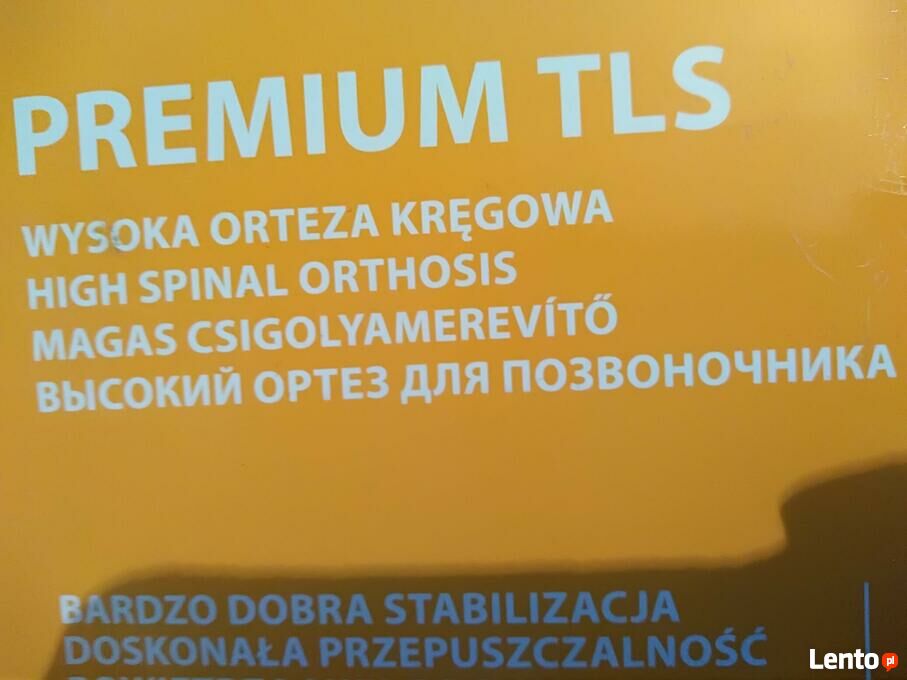 PREMIUM TLS
WYSOKA ORTEZA KRĘGOWA
HIGH SPINAL ORTHOSIS
MAGAS CSIGOLYAMEREVÍTŐ
ВЫСОКИЙ ОРТЕЗ ДЛЯ ПОЗВОНОЧНИКА
BARDZO DOBRA STABILIZACJA
DOSKONAŁA PRZEPUSZCZALNOŚĆ
Lento pl